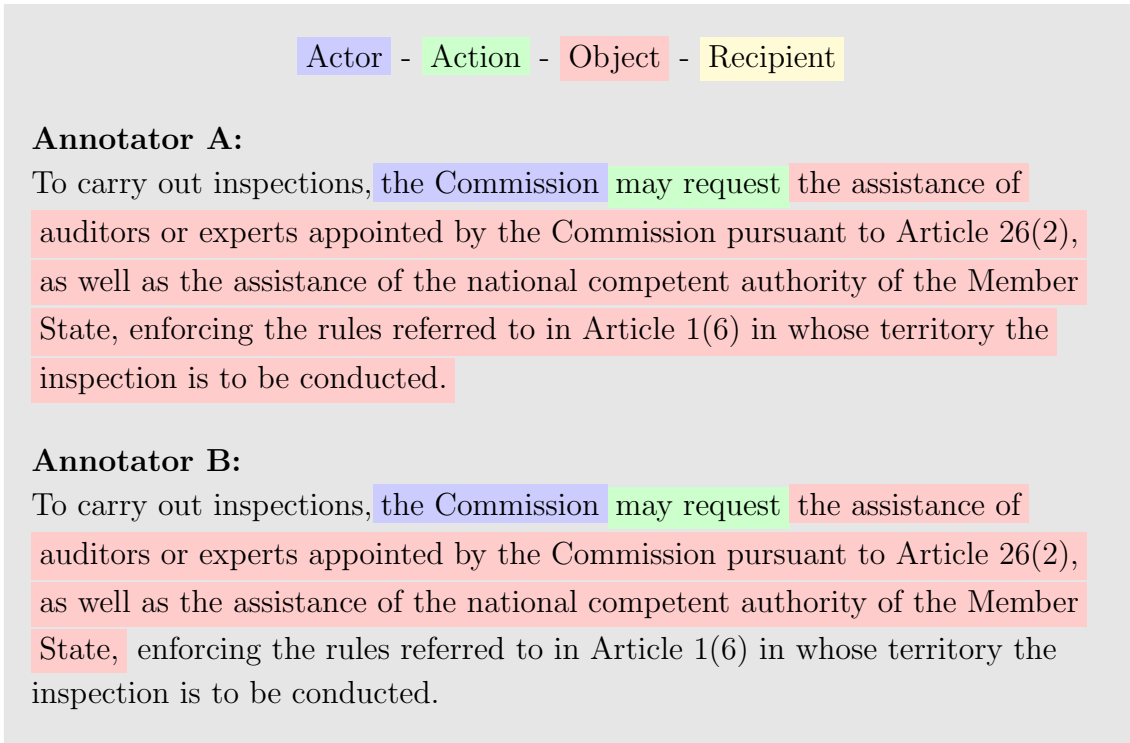 Actor - Action - Object - Recipient
Annotator A:
To carry out inspections, the Commission may request the assistance of
auditors or experts appointed by the Commission pursuant to Article 26(2),
as well as the assistance of the national competent authority of the Member
State, enforcing the rules referred to in Article 1(6) in whose territory the
inspection is to be conducted.
Annotator B:
To carry out inspections, the Commission may request the assistance of
auditors or experts appointed by the Commission pursuant to Article 26(2),
as well as the assistance of the national competent authority of the Member
State, enforcing the rules referred to in Article 1(6) in whose territory the
inspection is to be conducted.